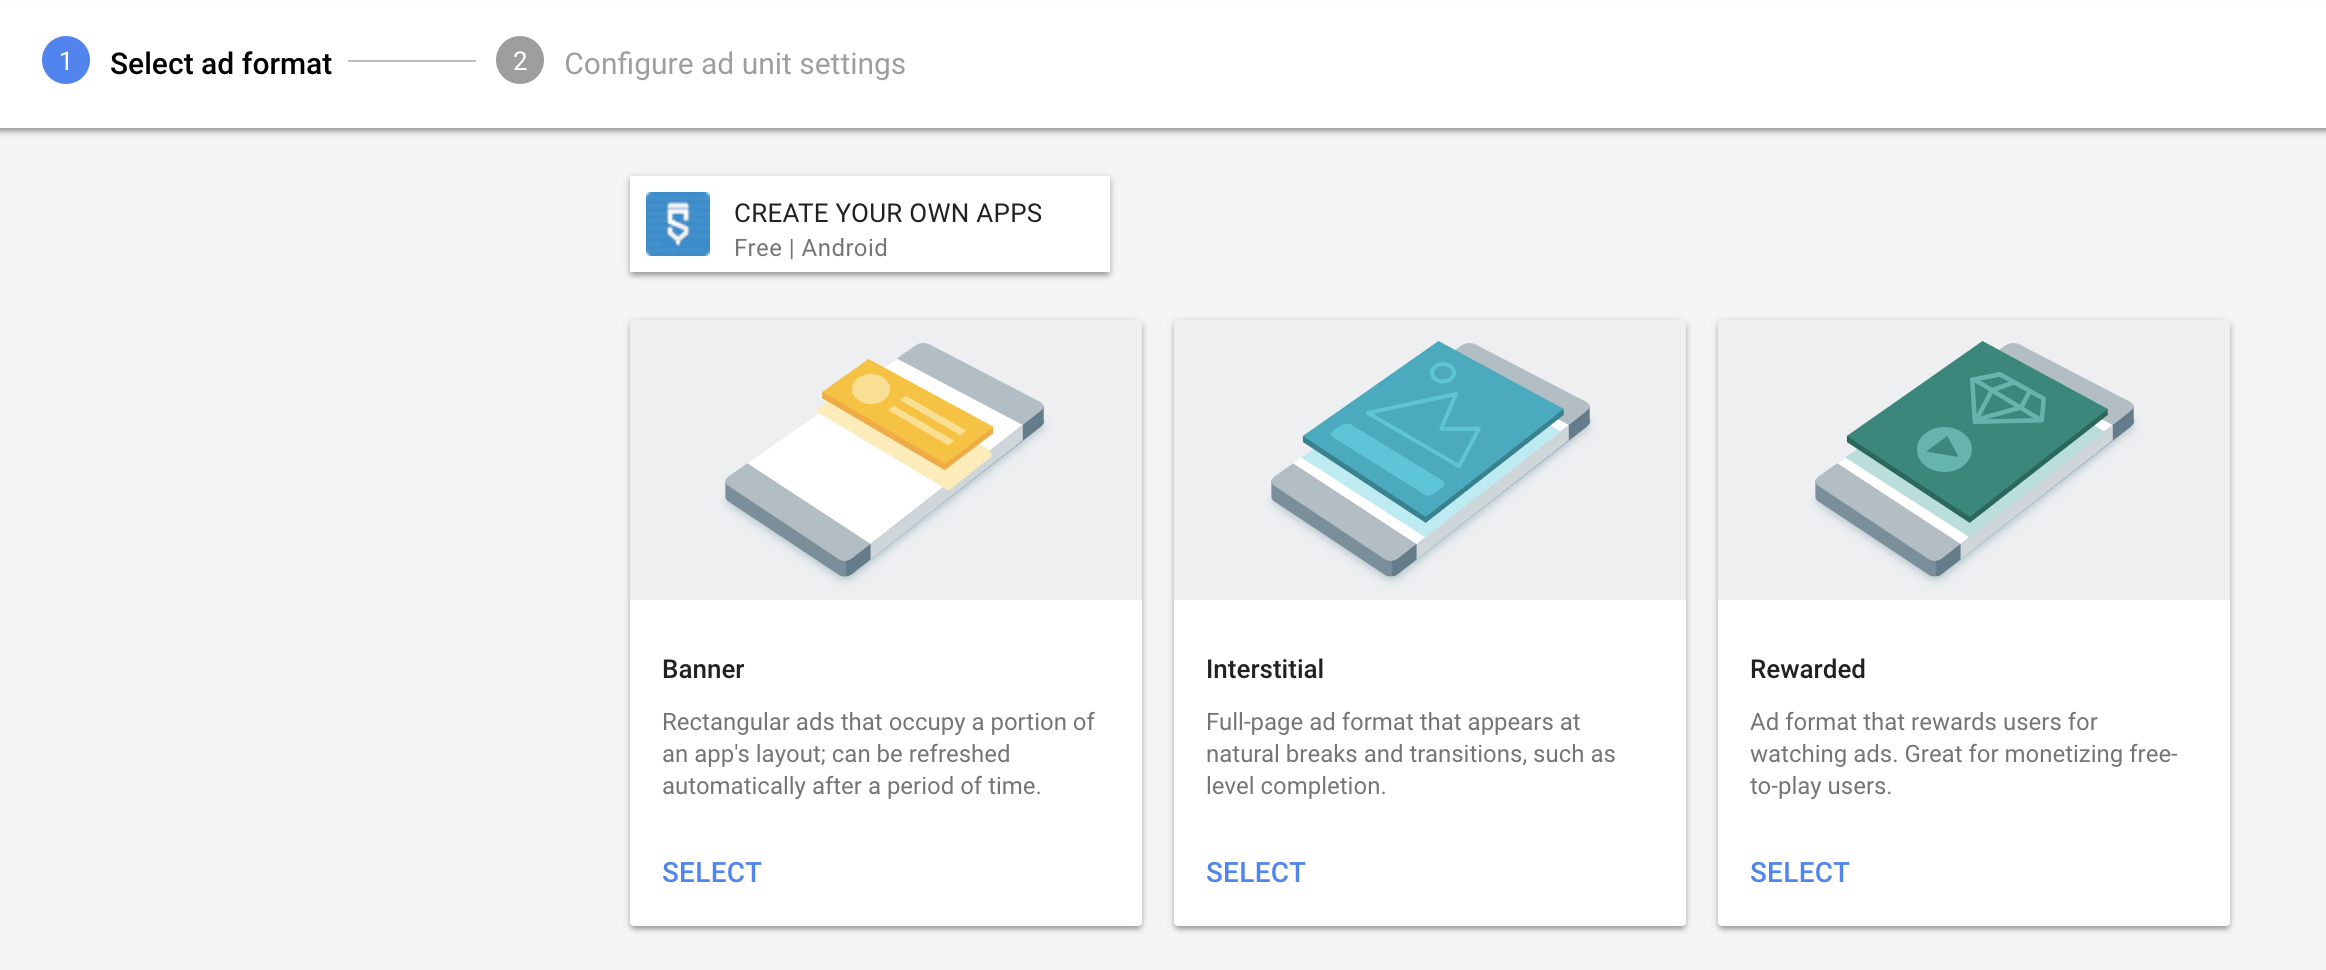 1 Select ad format 2 Configure ad unit settings
CREATE YOUR OWN APPS
Free | Android
Banner
Rectangular ads that occupy a portion of
an app's layout; can be refreshed
automatically after a period of time.
SELECT
Interstitial
Full-page ad format that appears at
natural breaks and transitions, such as
level completion.
SELECT
Rewarded
Ad format that rewards users for
watching ads. Great for monetizing free-
to-play users.
SELECT